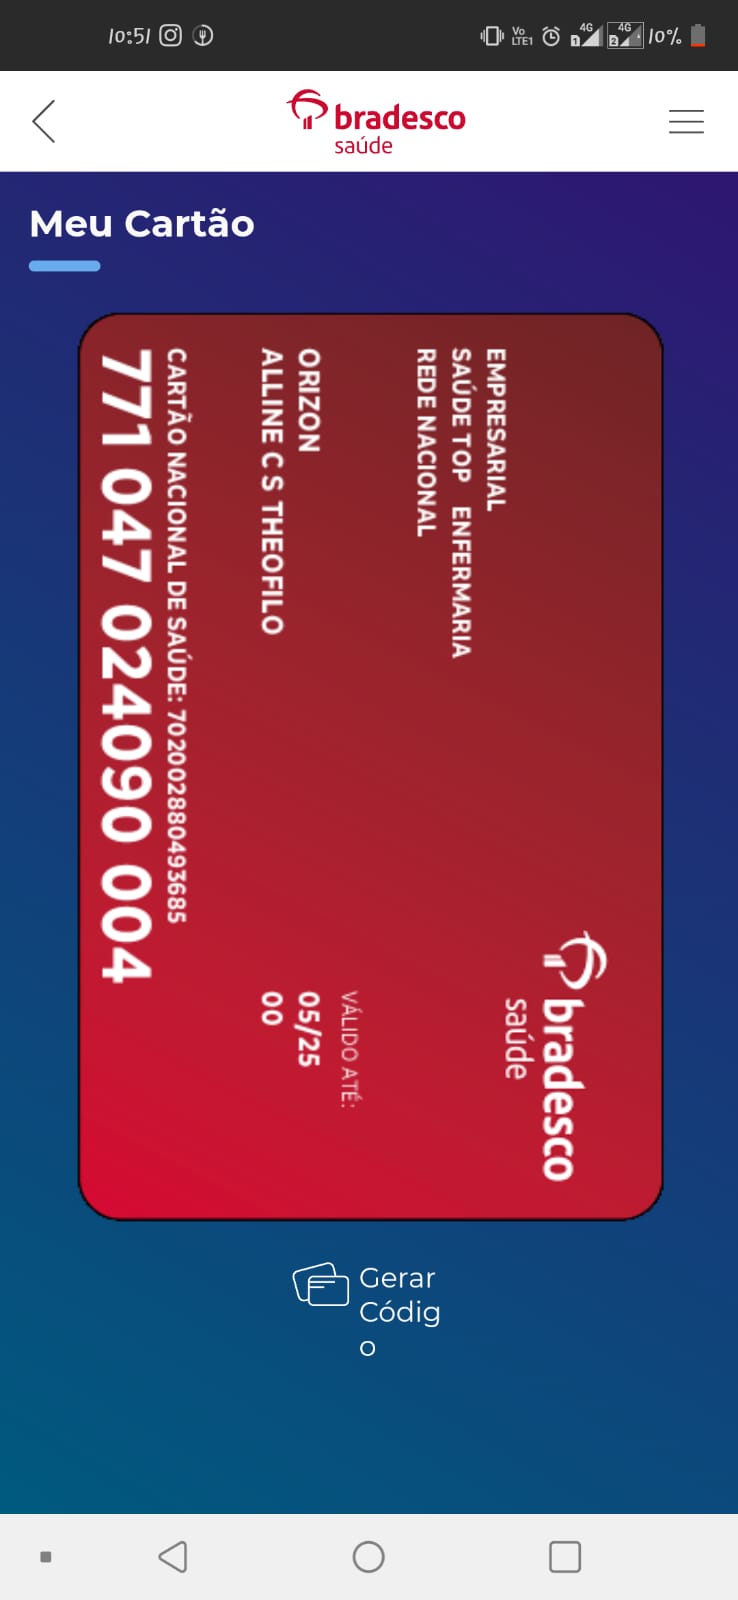 10:51
Vo LTE1 4G 1 4G 2 10%
bradesco
saúde
Meu Cartão
bradesco
saúde
EMPRESARIAL
SAÚDE TOP ENFERMARIA
REDE NACIONAL
VÁLIDO ATÉ:
ORIZON 05/25
ALLINE C S THEOFILO 00
CARTÃO NACIONAL DE SAÚDE: 702002880493685
771 047 024090 004
Gerar
Códig
o